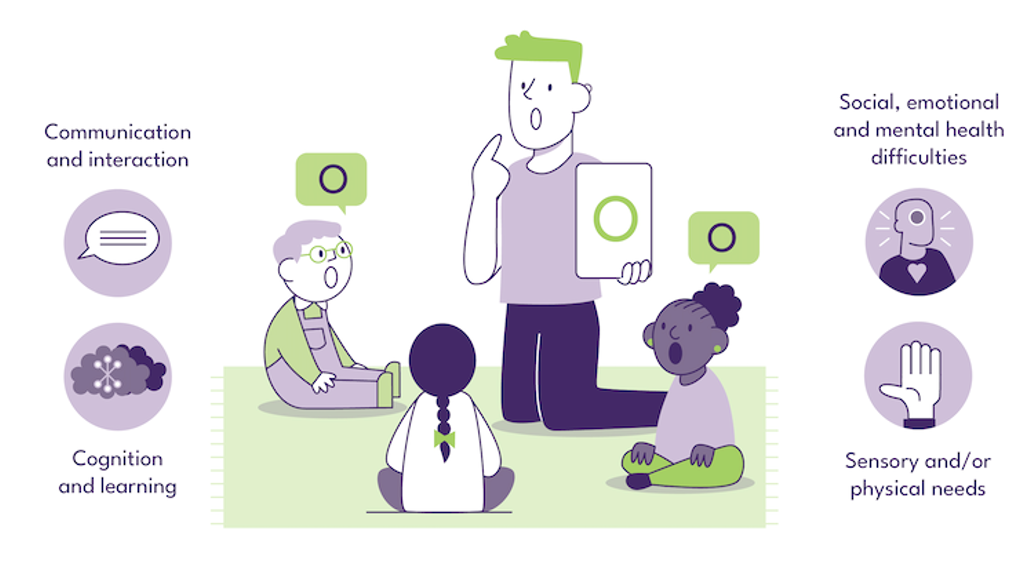 Communication
and interaction
Cognition
and learning
O
O
O
Social, emotional
and mental health
difficulties
Sensory and/or
physical needs